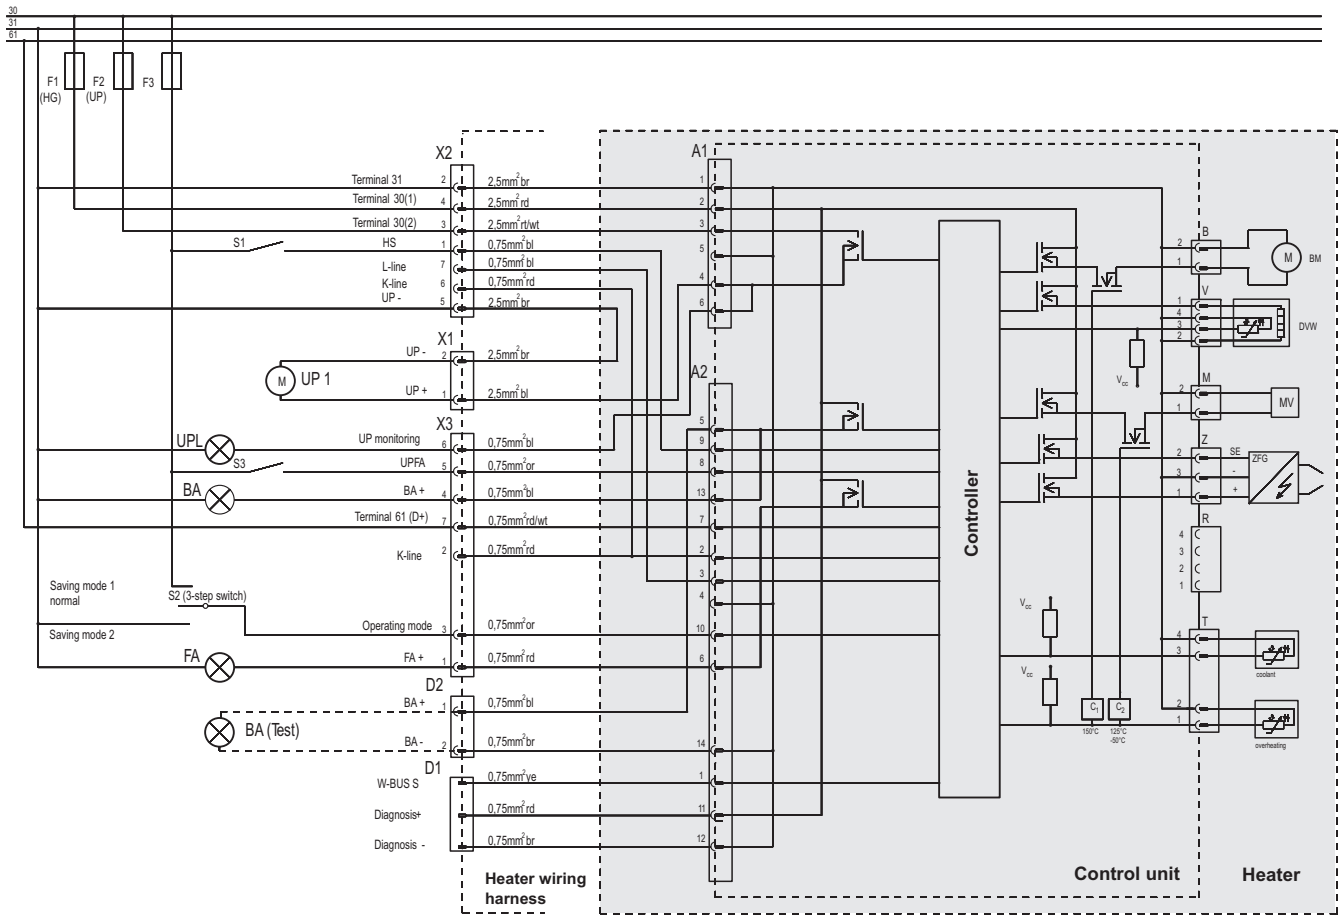 30
31
61
F1
(HG)
F2
(UP)
F3
X2
Terminal 31 2 2,5mm² br
Terminal 30(1) 4 2,5mm² rd
Terminal 30(2) 3 2,5mm² rt/wt
S1 HS 1 0,75mm² bl
L-line 7 0,75mm² bl
K-line 6 0,75mm² rd
UP - 5 2,5mm² br
X1
UP - 2 2,5mm² br
M UP 1
UP + 1 2,5mm² bl
X3
UPL UP monitoring 6 0,75mm² bl
S3 UPFA 5 0,75mm² or
BA BA + 4 0,75mm² bl
Terminal 61 (D+) 7 0,75mm² rd/wt
K-line 2 0,75mm² rd
Saving mode 1
normal
S2 (3-step switch)
Saving mode 2
Operating mode 3 0,75mm² or
FA FA + 1 0,75mm² rd
D2
BA + 1 0,75mm² bl
BA (Test)
BA - 2 0,75mm² br
D1
W-BUS S 0,75mm² ye
Diagnosis+ 0,75mm² rd
Diagnosis - 0,75mm² br
Heater wiring
harness
A1
1
2
3
5
4
6
A2
5
9
8
13
7
2
3
4
10
6
14
1
11
12
Controller
Vcc
Vcc
Vcc
C1
150°C
C2
125°C
-50°C
B
2
1
M
BM
V
1
4
3
2
DVW
M
2
1
MV
Z
2 SE
3 -
1 +
ZFG
R
4
3
2
1
T
4
3
coolant
2
1
overheating
Control unit
Heater